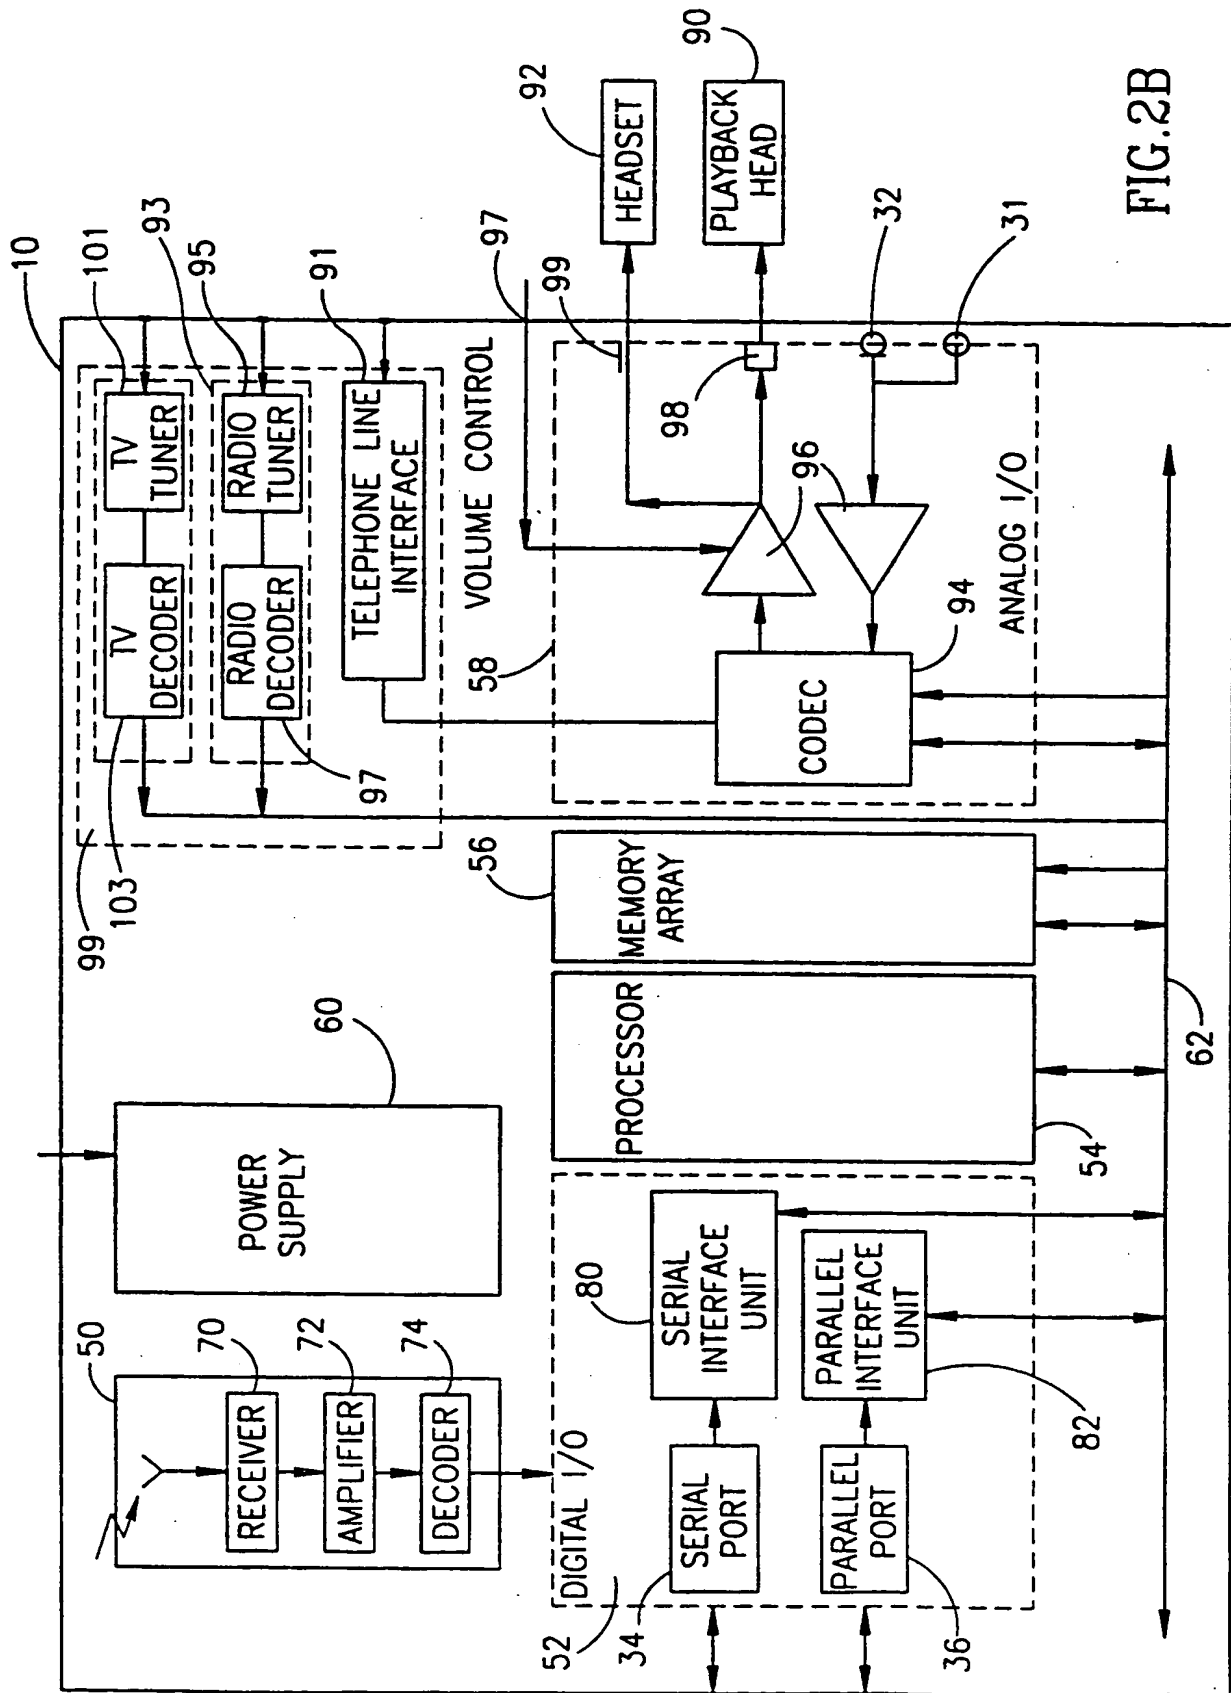 10
50
70
RECEIVER
72
AMPLIFIER
74
DECODER
60
POWER
SUPPLY
99
103
TV
DECODER
TV
TUNER
101
93
RADIO
DECODER
RADIO
TUNER
95
97
TELEPHONE LINE
INTERFACE
91
VOLUME CONTROL
97
99
92
HEADSET
52
DIGITAL I/O
34
SERIAL
PORT
80
SERIAL
INTERFACE
UNIT
36
PARALLEL
PORT
PARALLEL
INTERFACE
UNIT
82
PROCESSOR
54
56
MEMORY
ARRAY
58
CODEC
94
96
98
PLAYBACK
HEAD
90
32
31
ANALOG I/O
62
FIG.2B